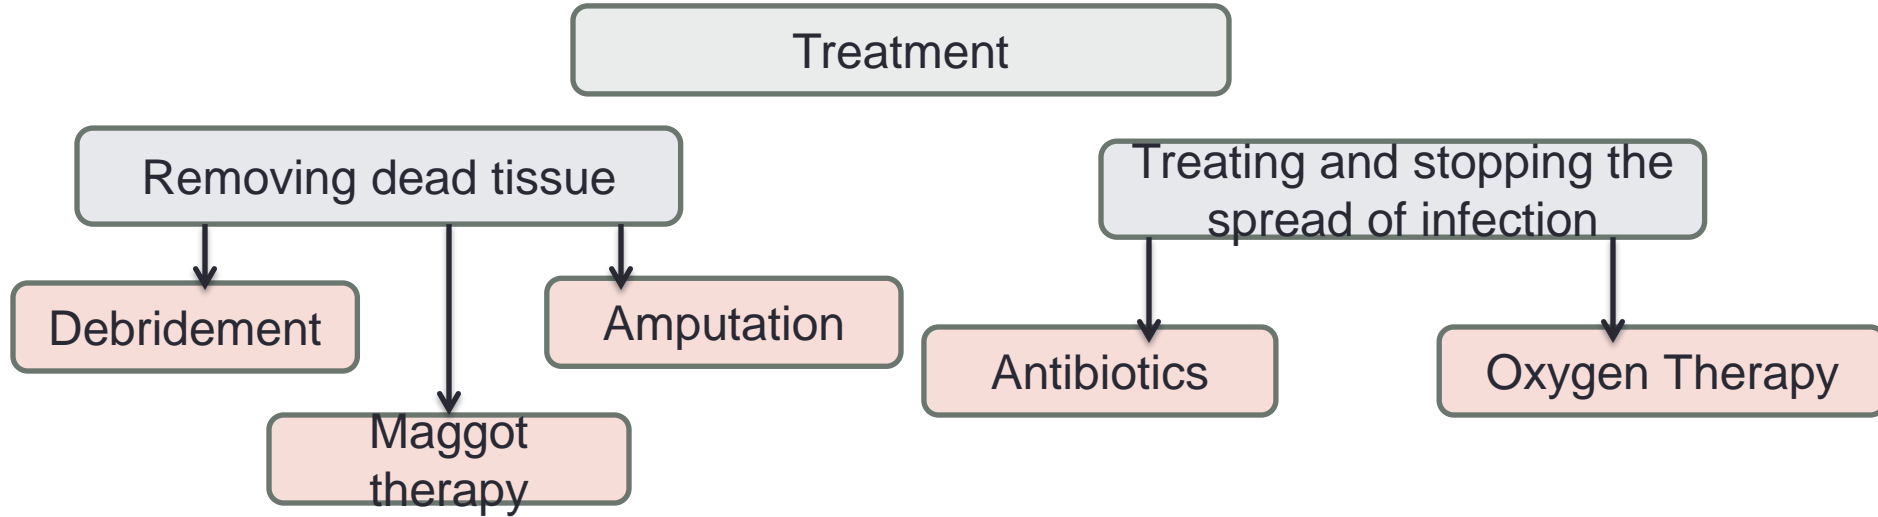 Treatment
Removing dead tissue
Treating and stopping the
spread of infection
Debridement
Amputation
Antibiotics
Oxygen Therapy
Maggot
therapy